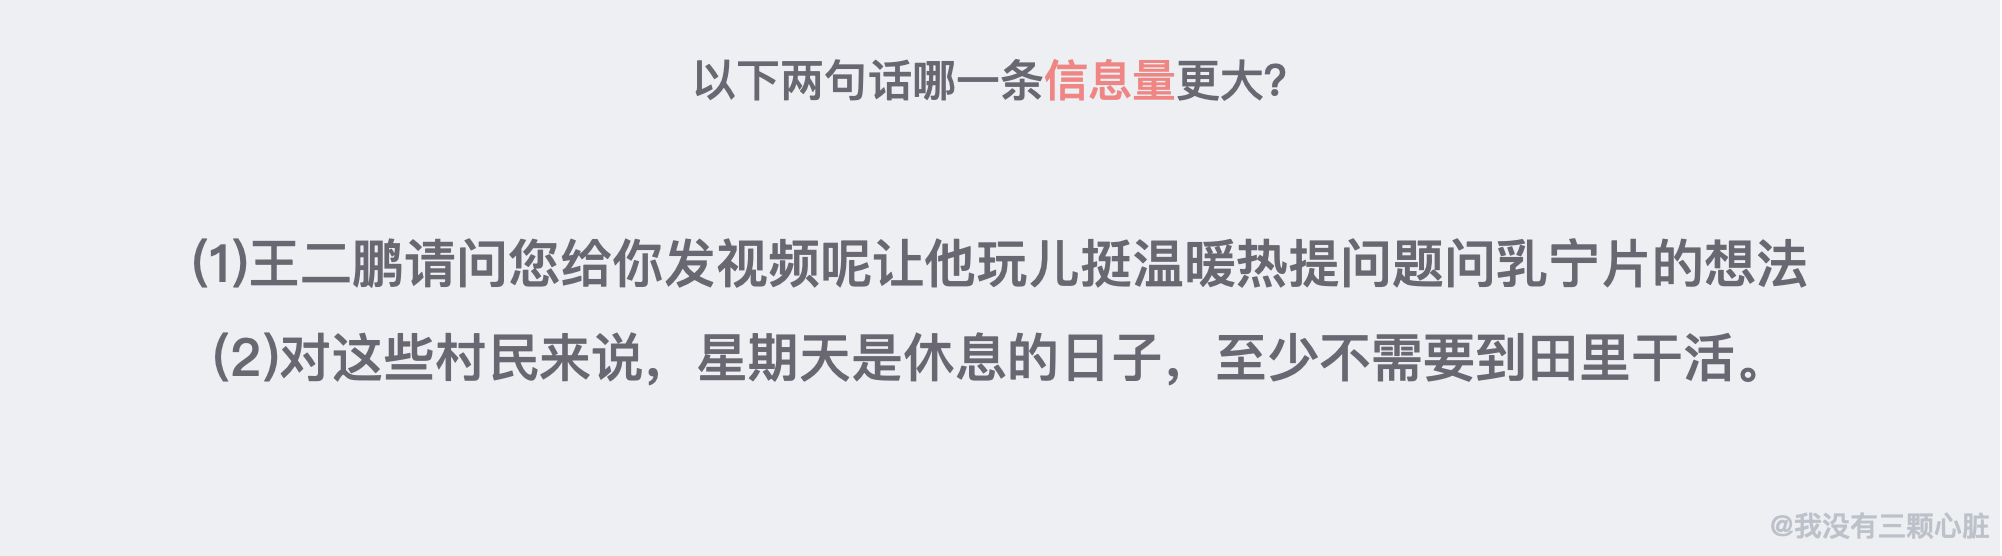 以下两句话哪一条信息量更大?
(1)王二鹏请问您给你发视频呢让他玩儿挺温暖热提问题问乳宁片的想法
(2)对这些村民来说，星期天是休息的日子，至少不需要到田里干活。
@我没有三颗心脏